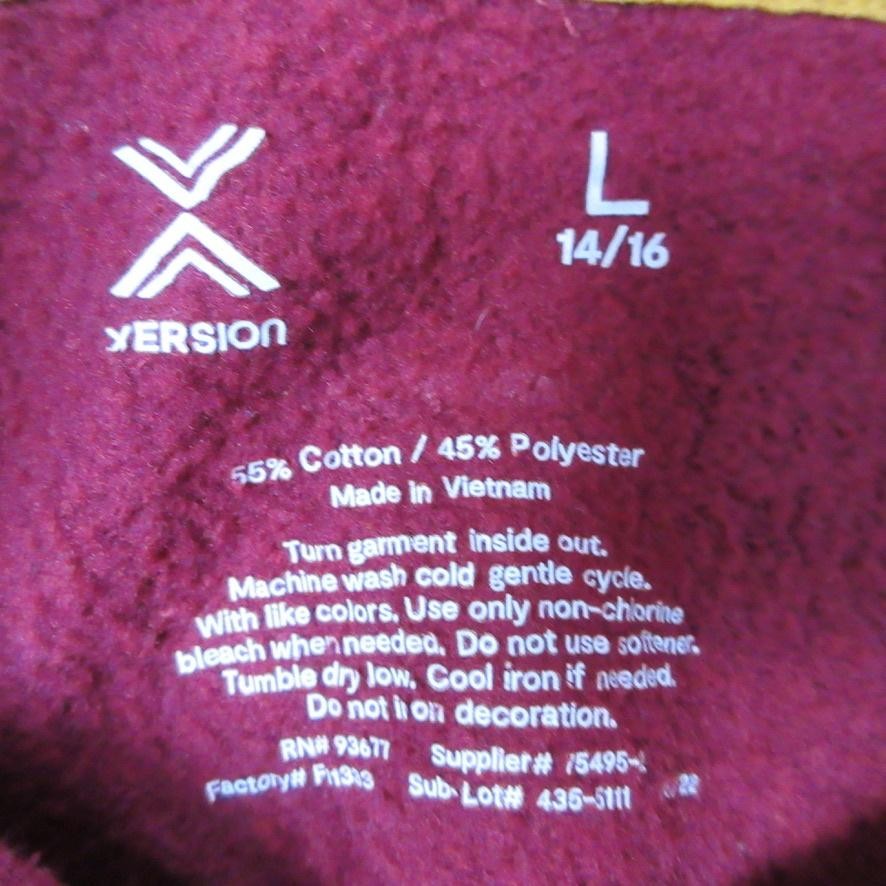 XERSION
L
14/16
55% Cotton / 45% Polyester
Made in Vietnam
Turn garment inside out.
Machine wash cold gentle cycle.
With like colors. Use only non-chlorine
bleach when needed. Do not use softener.
Tumble dry low. Cool iron if needed.
Do not iron decoration.
RN# 93677 Supplier#
Factory# Sub-Lot#